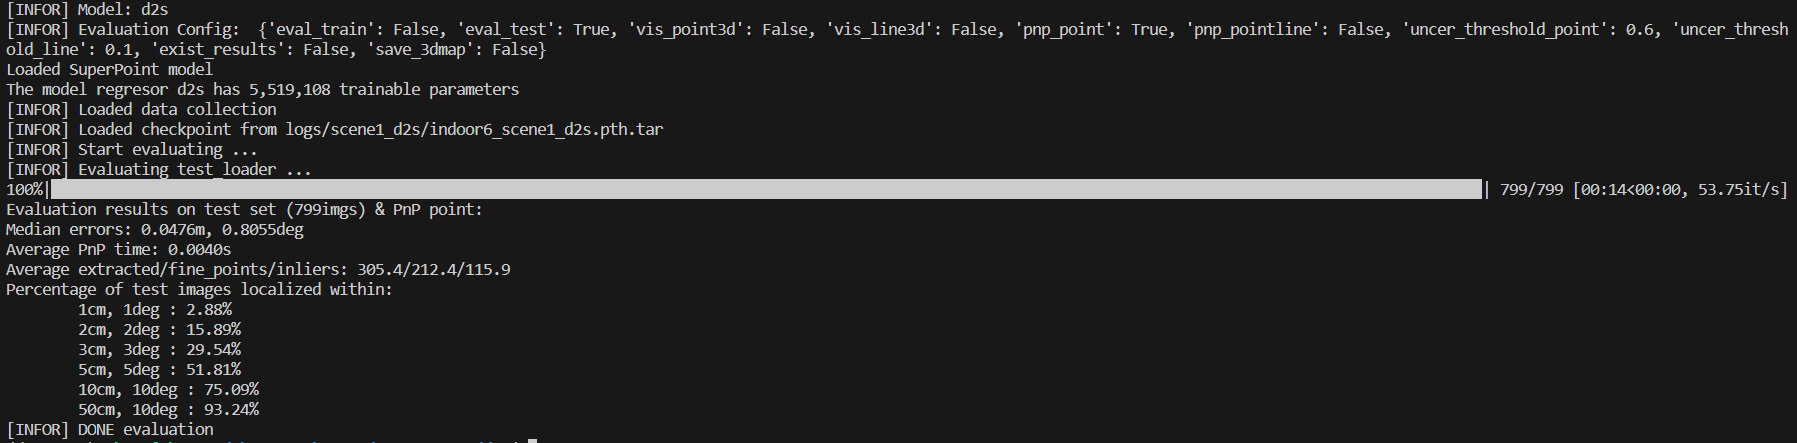 [INFOR] Model: d2s
[INFOR] Evaluation Config:  {'eval_train': False, 'eval_test': True, 'vis_point3d': False, 'vis_line3d': False, 'pnp_point': True, 'pnp_pointline': False, 'uncer_threshold_point': 0.6, 'uncer_thresh
old_line': 0.1, 'exist_results': False, 'save_3dmap': False}
Loaded SuperPoint model
The model regresor d2s has 5,519,108 trainable parameters
[INFOR] Loaded data collection
[INFOR] Loaded checkpoint from logs/scene1_d2s/indoor6_scene1_d2s.pth.tar
[INFOR] Start evaluating ...
[INFOR] Evaluating test_loader ...
100%| | 799/799 [00:14<00:00, 53.75it/s]
Evaluation results on test set (799imgs) & PnP point:
Median errors: 0.0476m, 0.8055deg
Average PnP time: 0.0040s
Average extracted/fine_points/inliers: 305.4/212.4/115.9
Percentage of test images localized within:
1cm, 1deg : 2.88%
2cm, 2deg : 15.89%
3cm, 3deg : 29.54%
5cm, 5deg : 51.81%
10cm, 10deg : 75.09%
50cm, 10deg : 93.24%
[INFOR] DONE evaluation